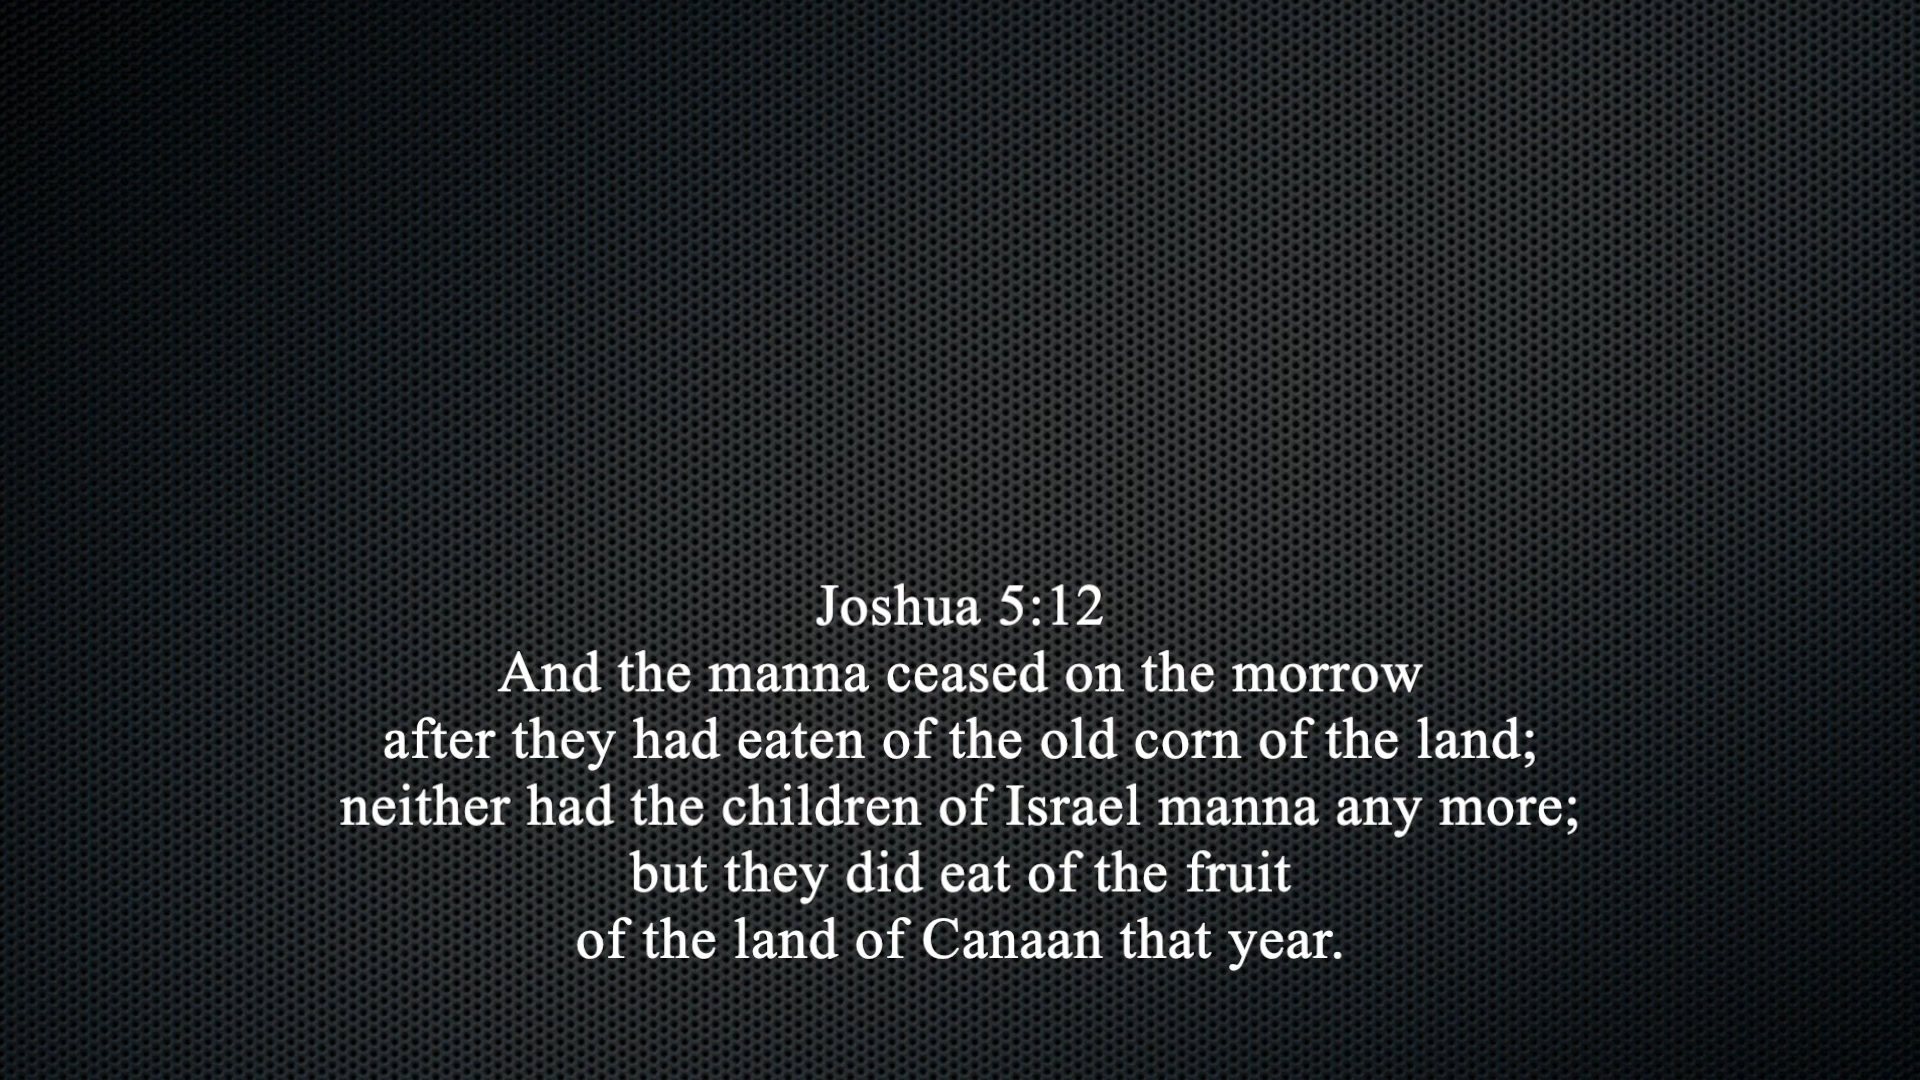 Joshua 5:12
And the manna ceased on the morrow
after they had eaten of the old corn of the land;
neither had the children of Israel manna any more;
but they did eat of the fruit
of the land of Canaan that year.